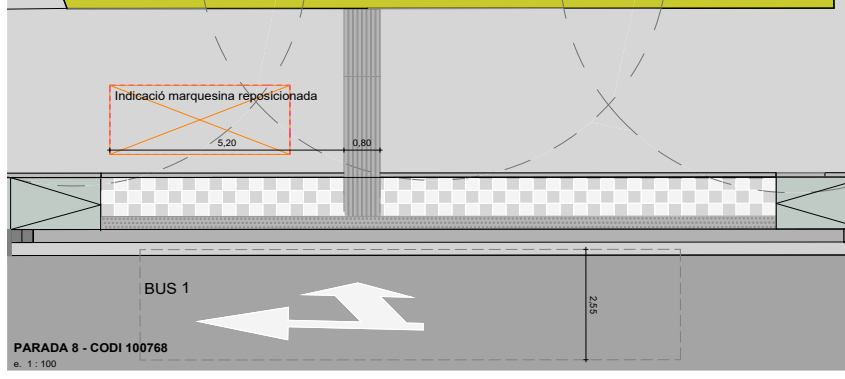 Indicació marquesina reposicionada
5,20
0,80
BUS 1
2,55
PARADA 8 - CODI 100768
e. 1 : 100